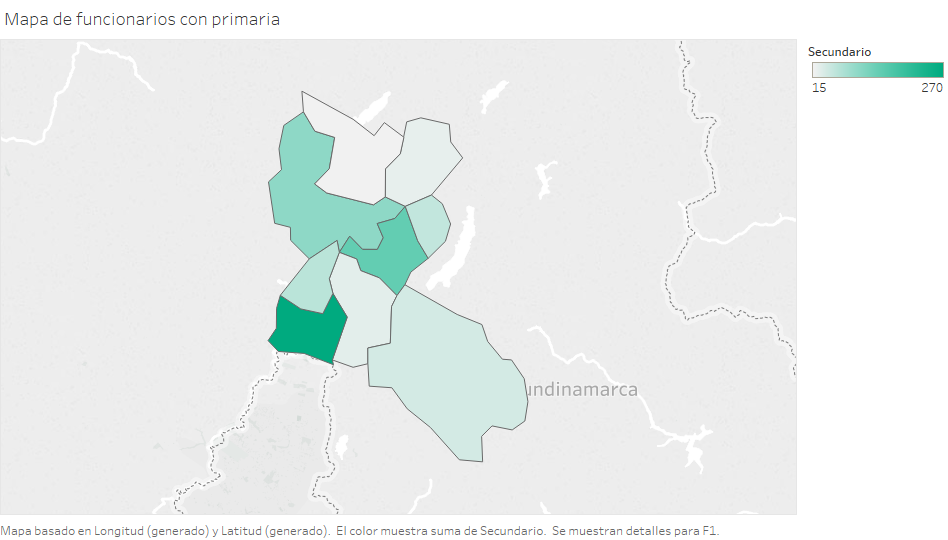 Mapa de funcionarios con primaria
Secundario
15 270
undinamarca
Mapa basado en Longitud (generado) y Latitud (generado). El color muestra suma de Secundario. Se muestran detalles para F1.